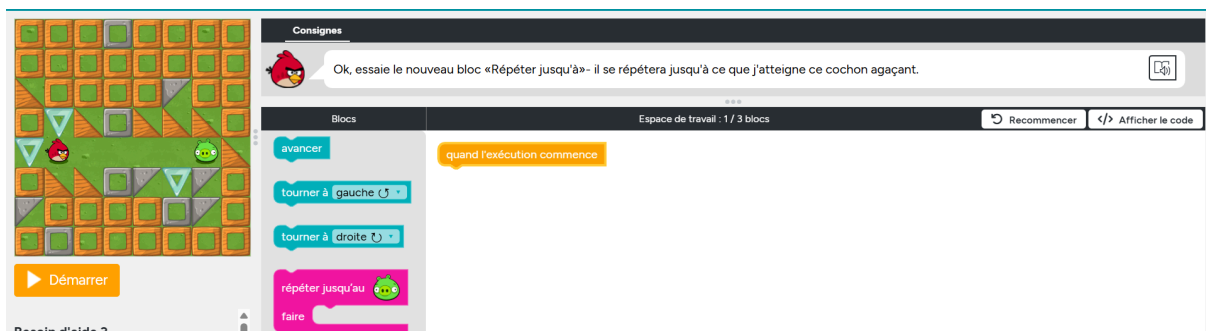 Consignes
Ok, essaie le nouveau bloc «Répéter jusqu'à»- il se répétera jusqu'à ce que j'atteigne ce cochon agaçant.
Blocs
Espace de travail : 1 / 3 blocs
Recommencer
</> Afficher le code
avancer
quand l'exécution commence
tourner à gauche ↺
tourner à droite ↻
Démarrer
répéter jusqu'au
faire
Besoin d'aide ?